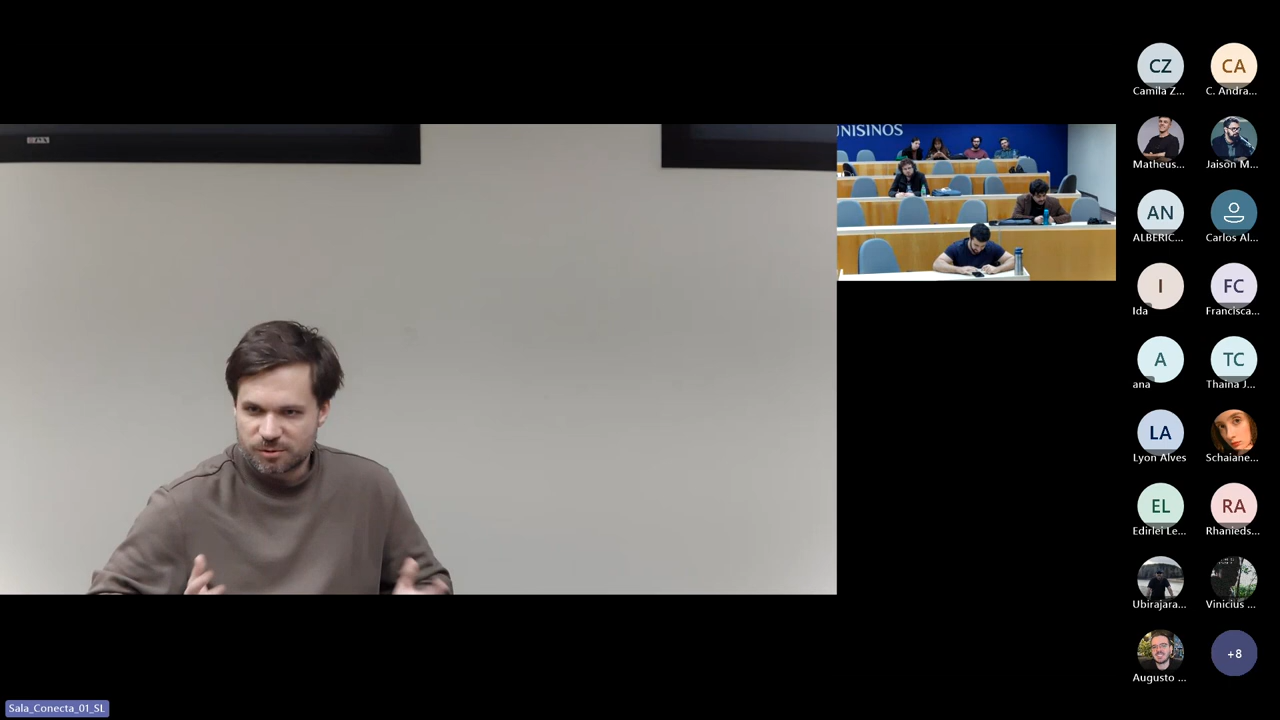 NISINOS
CZ
Camila Z...
CA
C. Andra...
Matheus...
Jaison M...
AN
ALBERIC...
Carlos Al...
I
Ida
FC
Francisca...
A
ana
TC
Thaina J...
LA
Lyon Alves
Schaiane...
EL
Edirlei Le...
RA
Rhanieds...
Ubirajara...
Vinicius ...
Augusto ...
+8
Sala_Conecta_01_SL